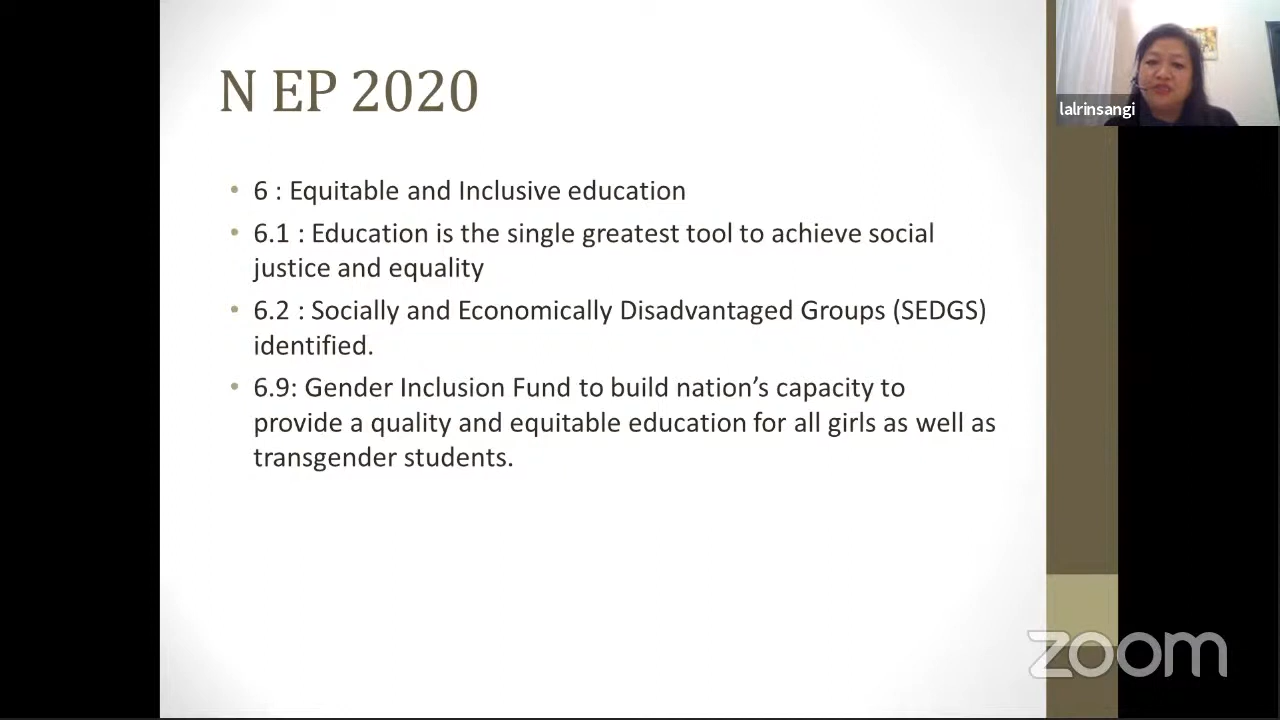 N EP 2020
lalrinsangi
• 6 : Equitable and Inclusive education
• 6.1 : Education is the single greatest tool to achieve social
justice and equality
• 6.2 : Socially and Economically Disadvantaged Groups (SEDGS)
identified.
• 6.9: Gender Inclusion Fund to build nation’s capacity to
provide a quality and equitable education for all girls as well as
transgender students.
zoom